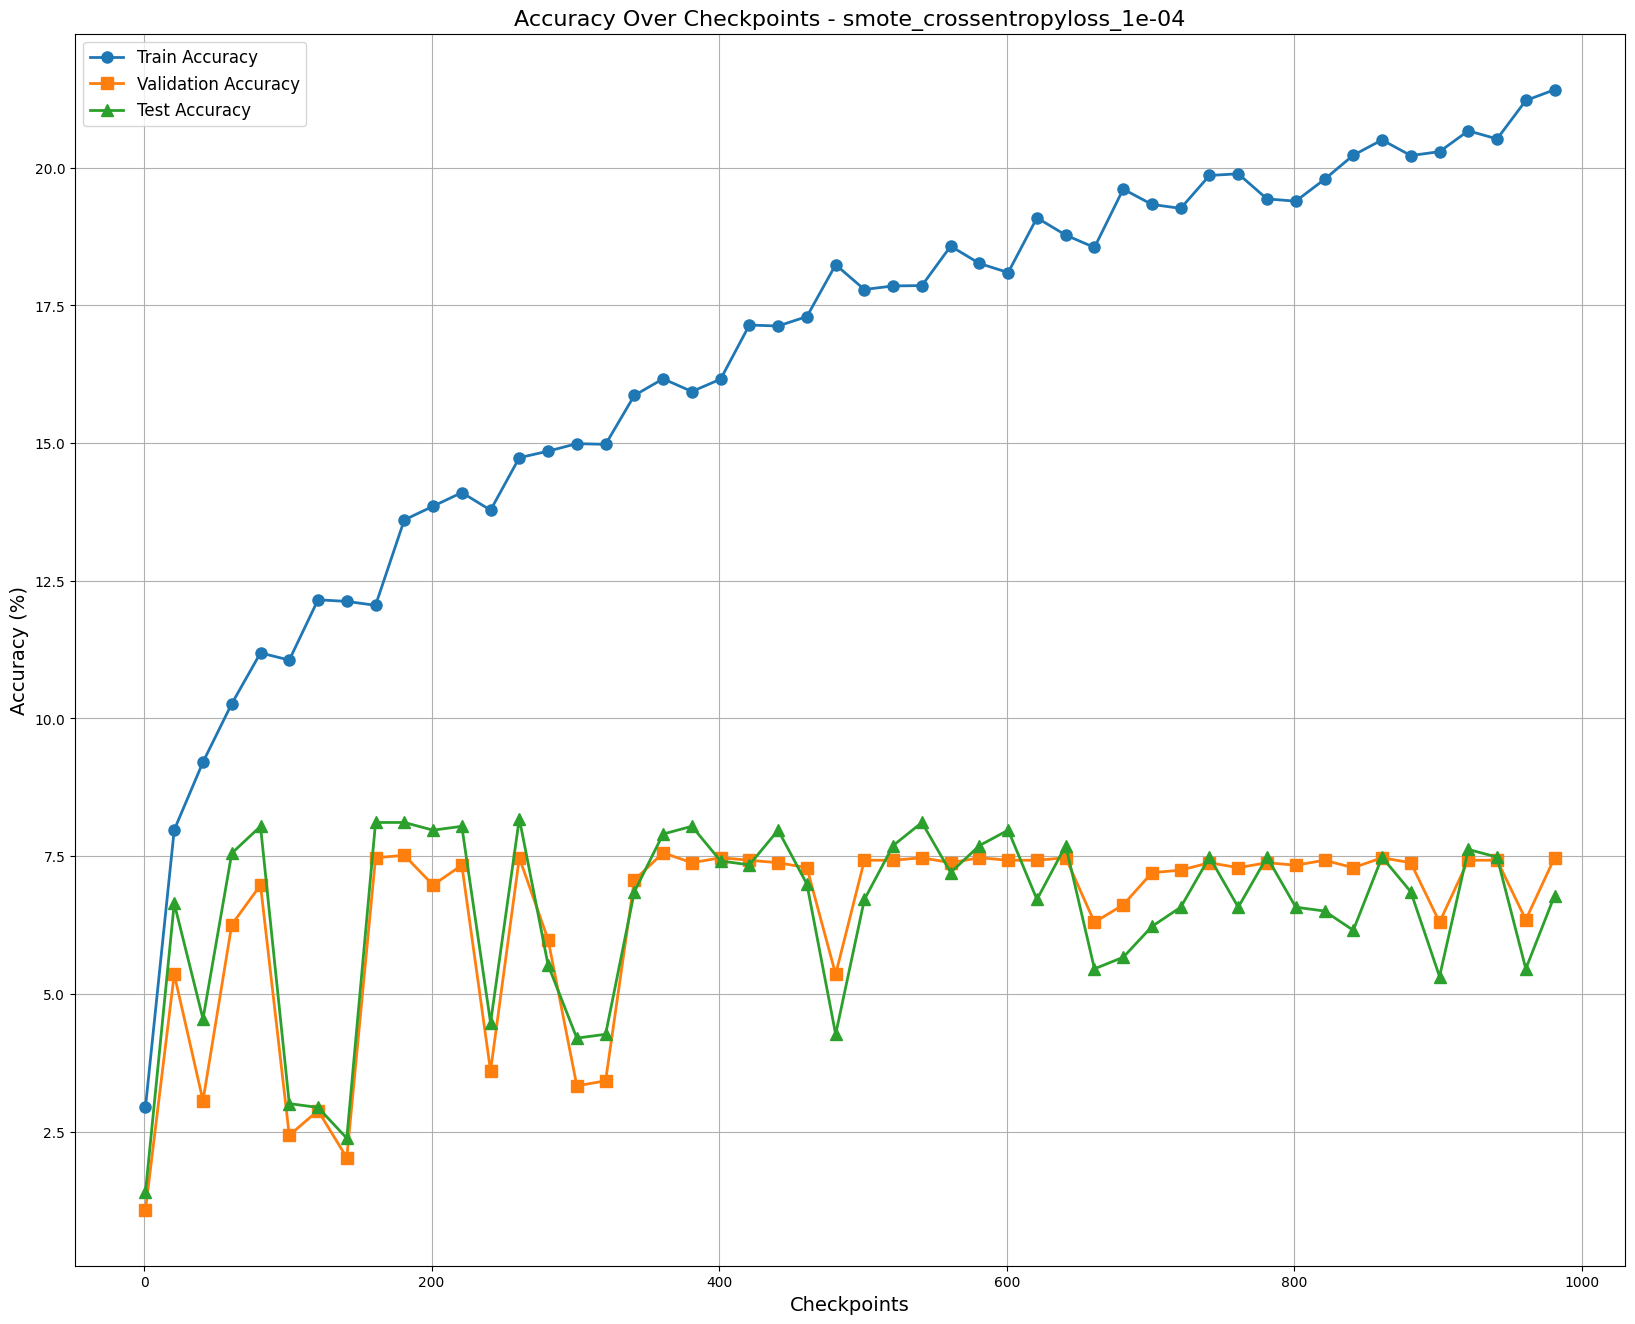 Accuracy Over Checkpoints - smote_crossentropyloss_1e-04
Train Accuracy
Validation Accuracy
Test Accuracy
20.0
17.5
15.0
12.5
10.0
7.5
5.0
2.5
Accuracy (%)
0 200 400 600 800 1000
Checkpoints